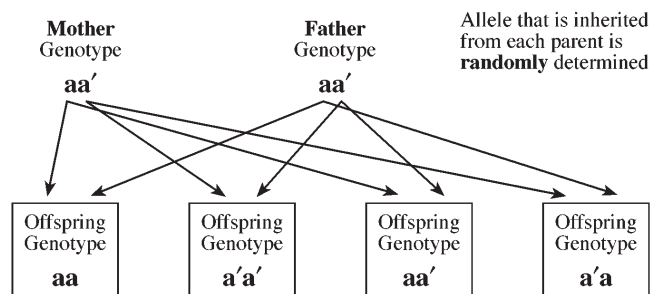 Mother
Genotype
aa′
Father
Genotype
aa′
Allele that is inherited
from each parent is
randomly determined
Offspring
Genotype
aa
Offspring
Genotype
a′a′
Offspring
Genotype
aa′
Offspring
Genotype
a′a